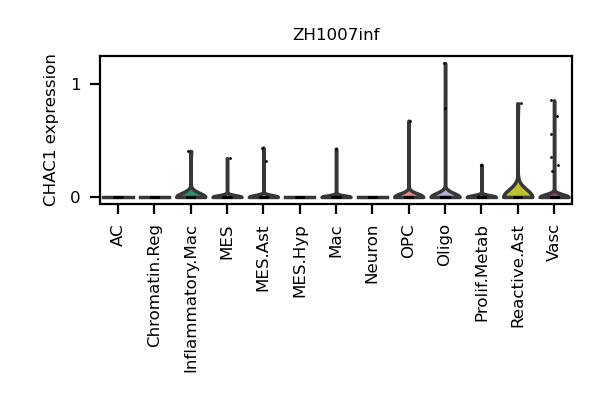 ZH1007inf
CHAC1 expression
1
0
AC
Chromatin.Reg
Inflammatory.Mac
MES
MES.Ast
MES.Hyp
Mac
Neuron
OPC
Oligo
Prolif.Metab
Reactive.Ast
Vasc